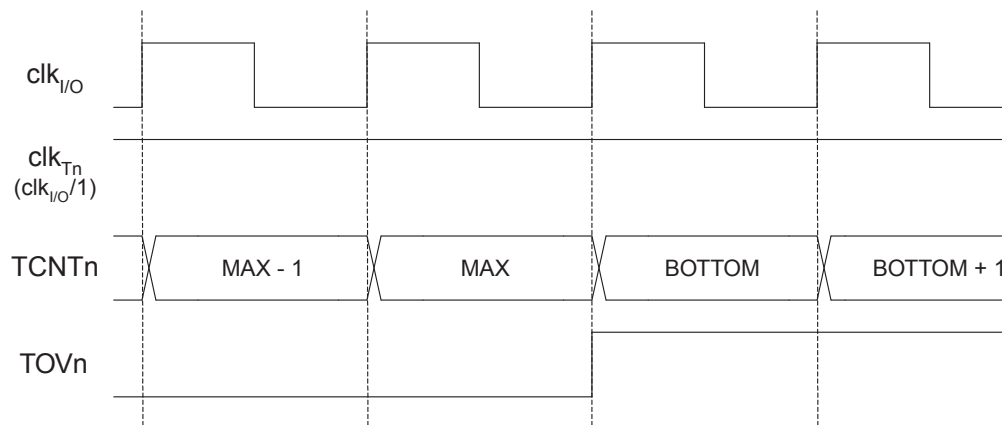 clkI/O
clkTn
(clkI/O/1)
TCNTn MAX - 1 MAX BOTTOM BOTTOM + 1
TOVn